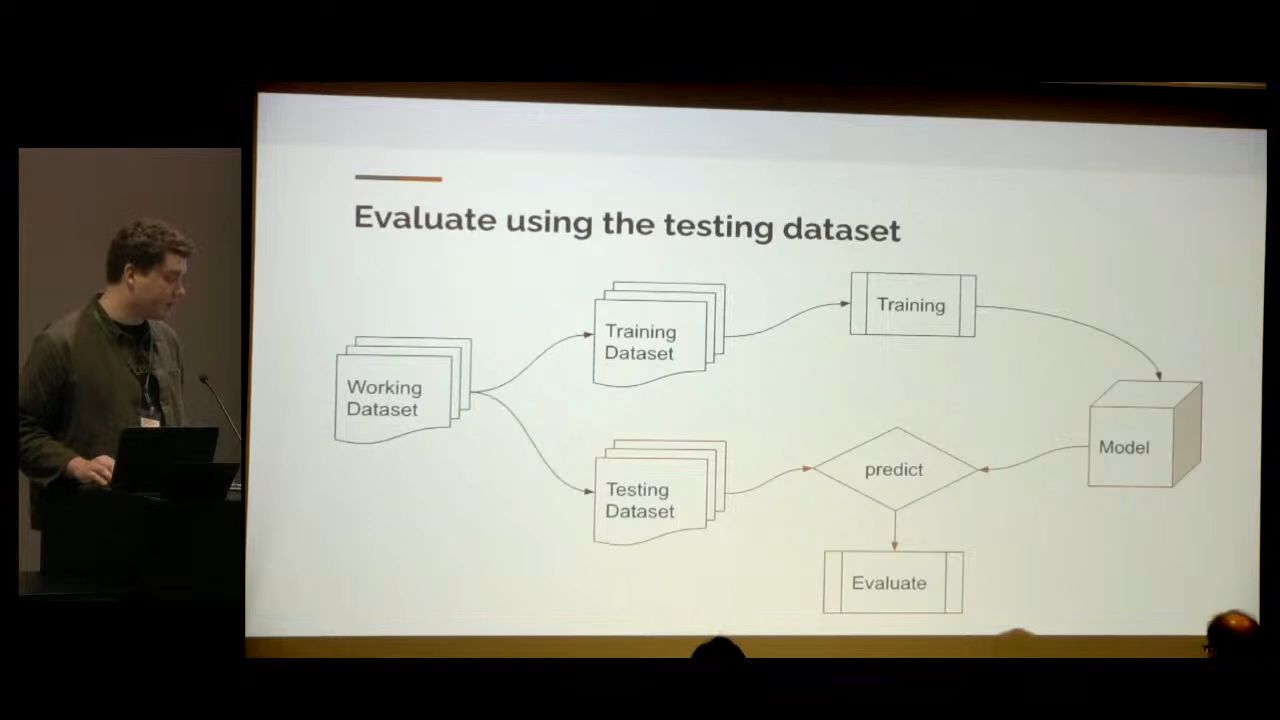 Evaluate using the testing dataset
Training
Dataset
Training
Working
Dataset
Model
Testing
Dataset
predict
Evaluate